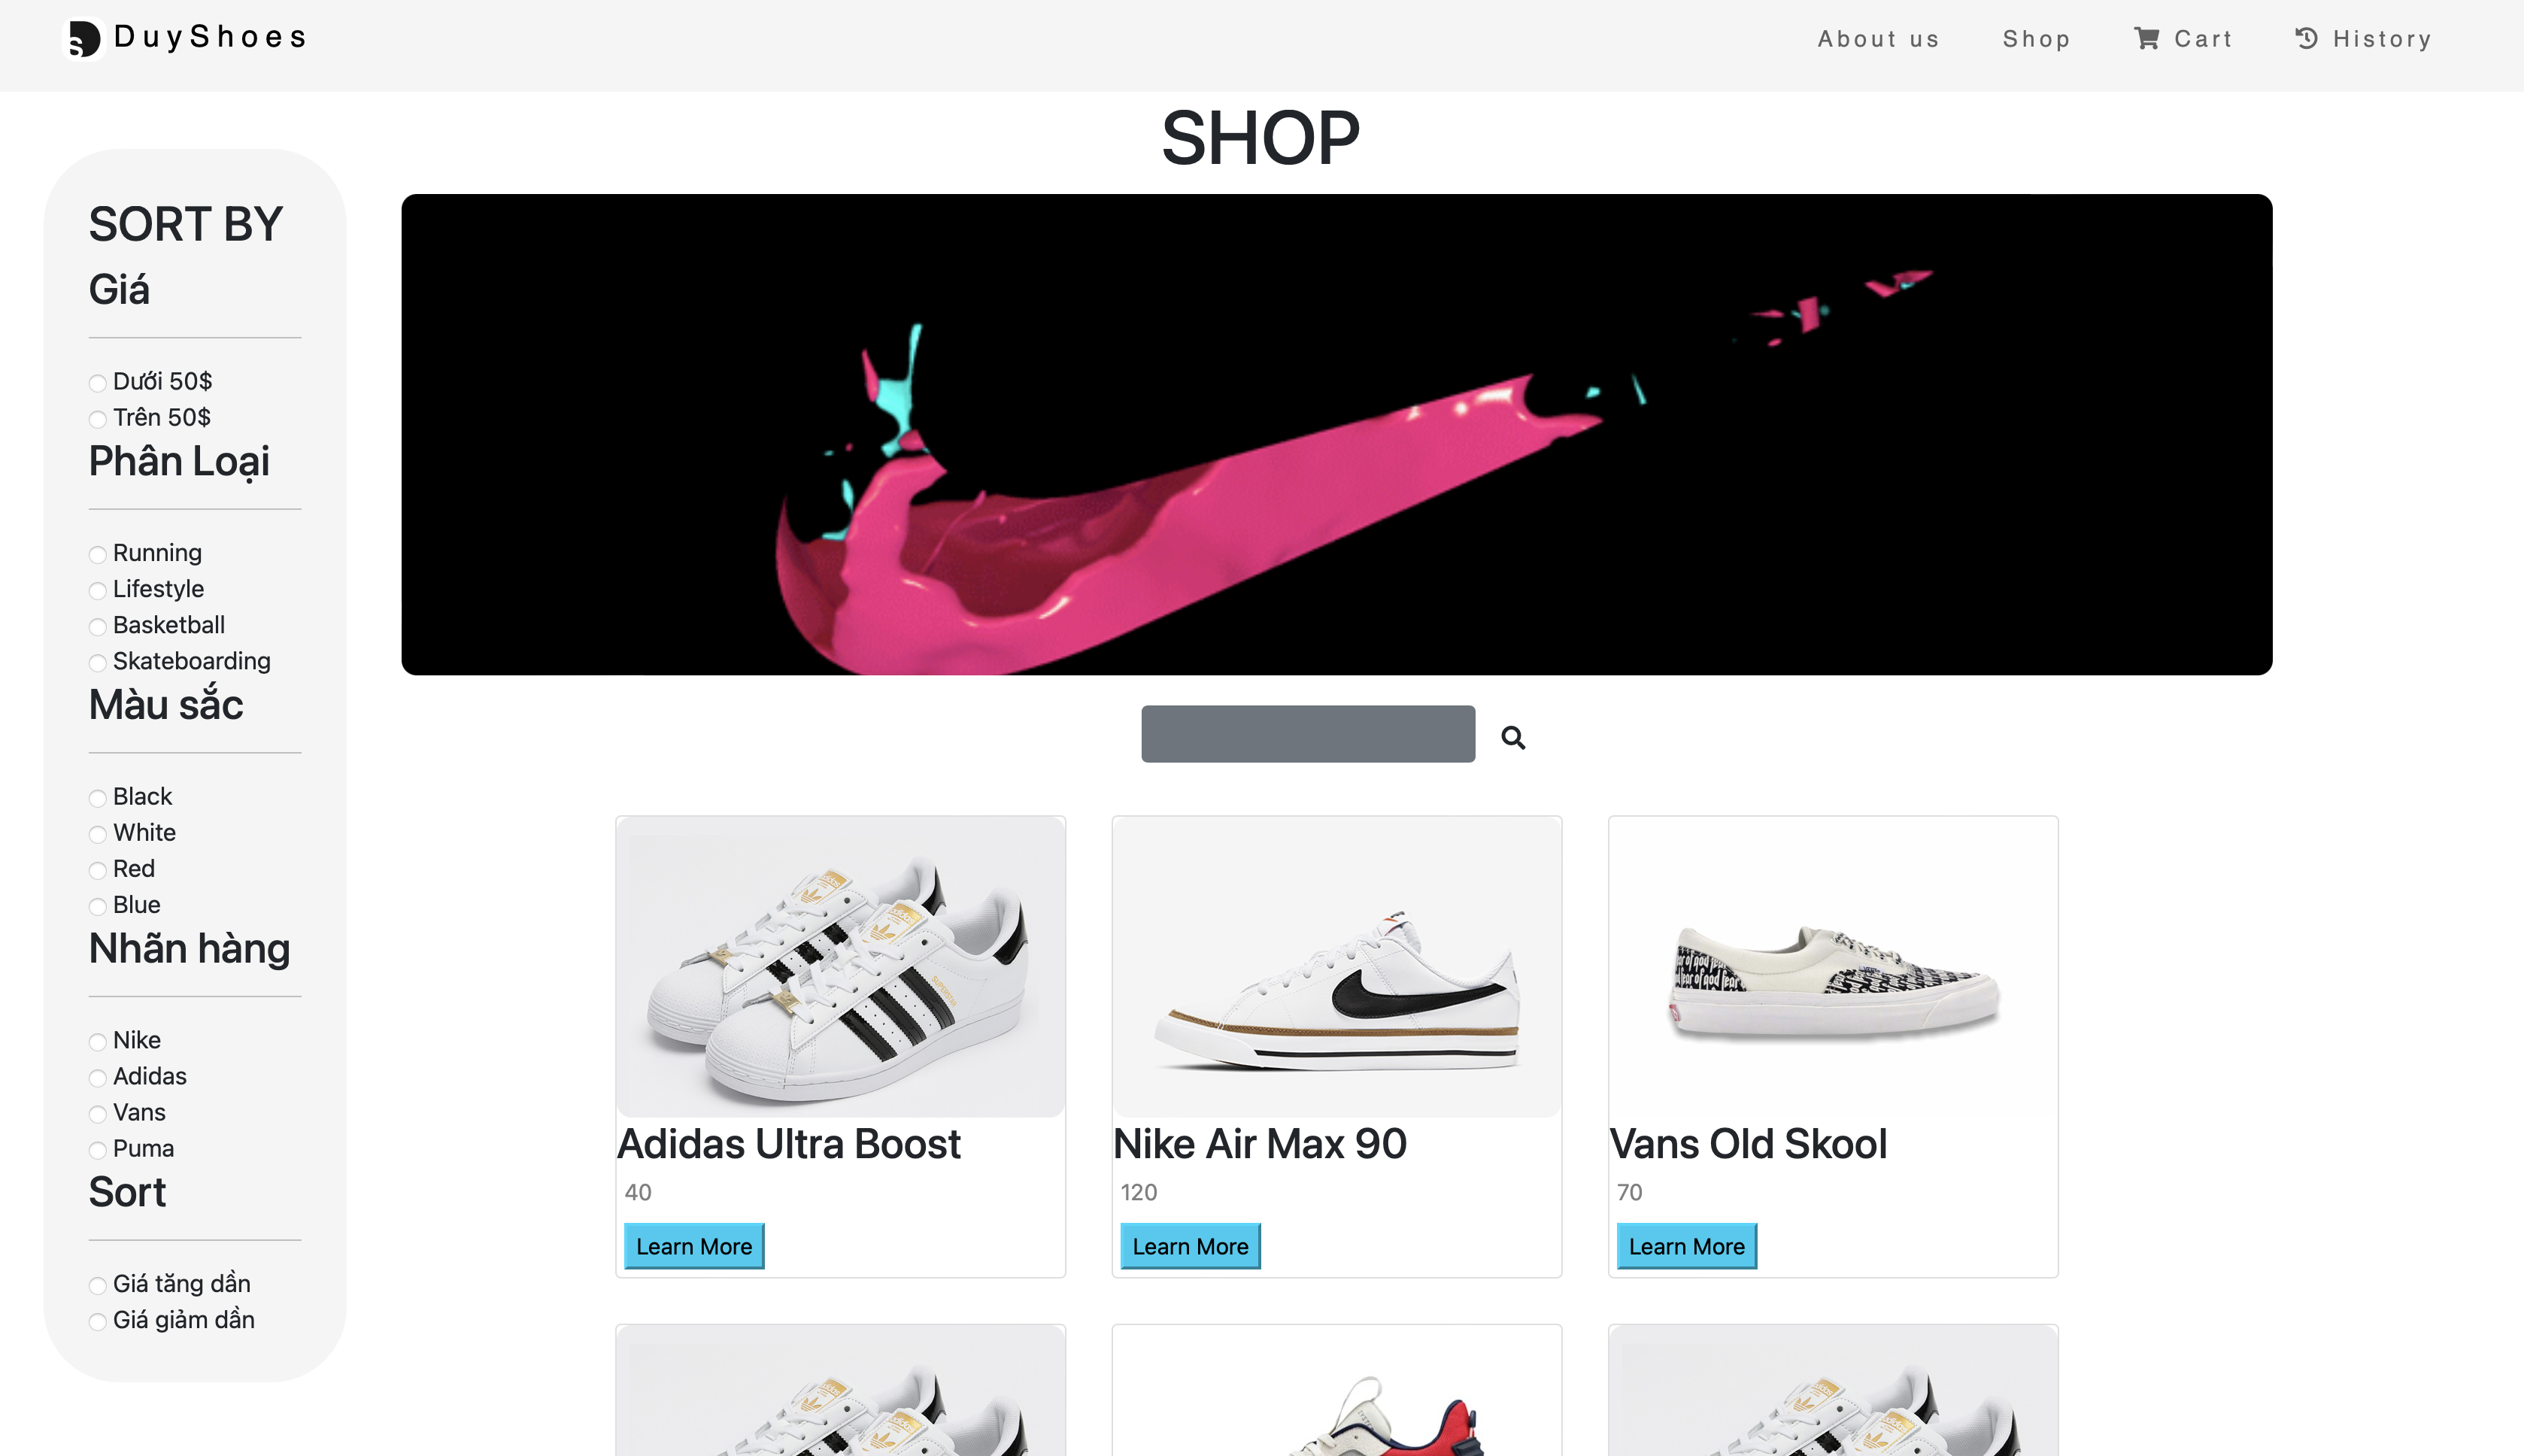 DuyShoes
About us
Shop
Cart
History
SHOP
SORT BY
Giá
Dưới 50$
Trên 50$
Phân Loại
Running
Lifestyle
Basketball
Skateboarding
Màu sắc
Black
White
Red
Blue
Nhãn hàng
Nike
Adidas
Vans
Puma
Sort
Giá tăng dần
Giá giảm dần
Adidas Ultra Boost
40
Learn More
Nike Air Max 90
120
Learn More
Vans Old Skool
70
Learn More